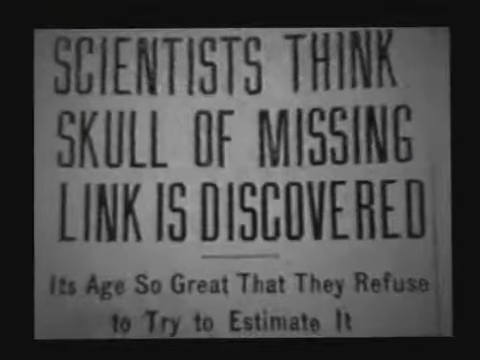 SCIENTISTS THINK
SKULL OF MISSING
LINK IS DISCOVERED
Its Age So Great That They Refuse
to Try to Estimate It